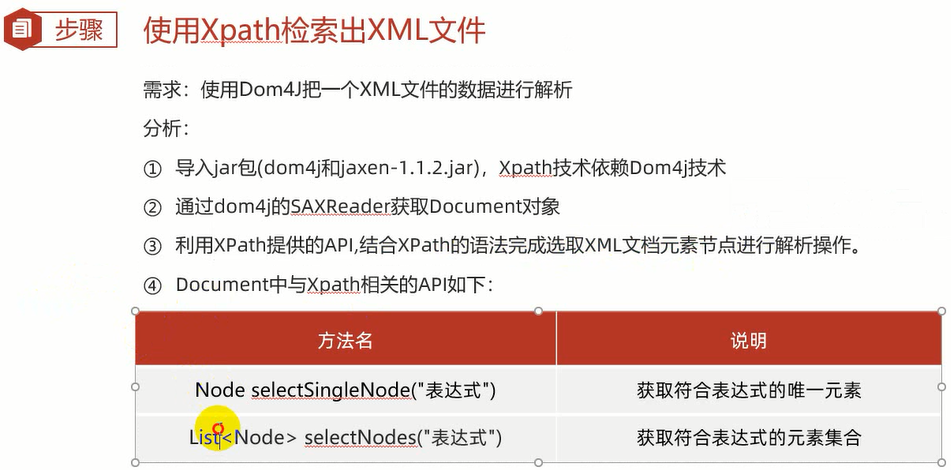 步骤
使用Xpath检索出XML文件
需求：使用Dom4J把一个XML文件的数据进行解析
分析：
① 导入jar包(dom4j和jaxen-1.1.2.jar)，Xpath技术依赖Dom4j技术
② 通过dom4j的SAXReader获取Document对象
③ 利用XPath提供的API,结合XPath的语法完成选取XML文档元素节点进行解析操作。
④ Document中与Xpath相关的API如下：
方法名 说明
Node selectSingleNode("表达式") 获取符合表达式的唯一元素
List<Node> selectNodes("表达式") 获取符合表达式的元素集合